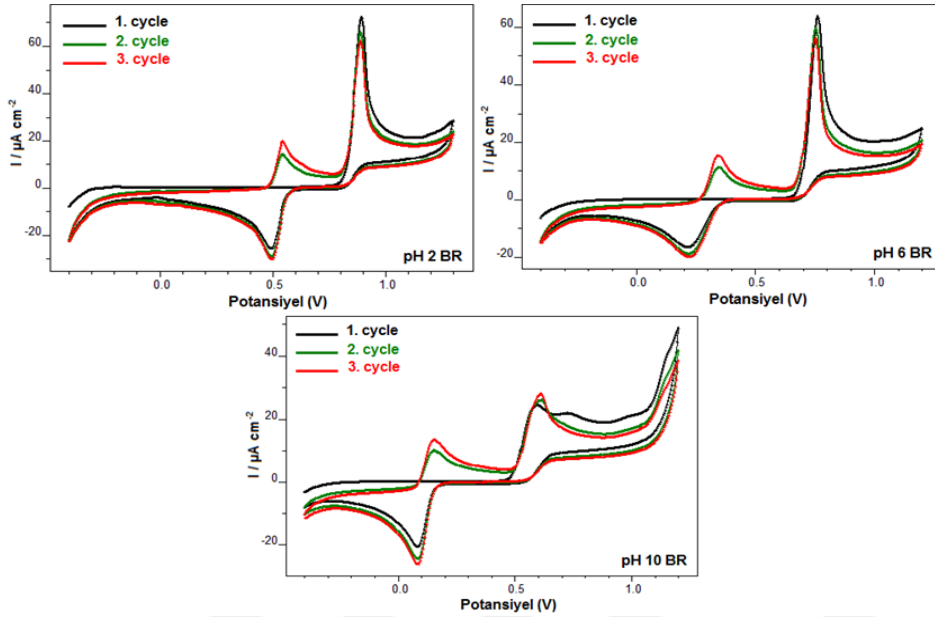 1. cycle
2. cycle
3. cycle
I / µA cm-2
60
40
20
0
-20
0.0
0.5
1.0
pH 2 BR
Potansiyel (V)
1. cycle
2. cycle
3. cycle
I / µA cm-2
60
40
20
0
-20
0.0
0.5
1.0
pH 6 BR
Potansiyel (V)
1. cycle
2. cycle
3. cycle
I / µA cm-2
40
20
0
-20
0.0
0.5
1.0
pH 10 BR
Potansiyel (V)